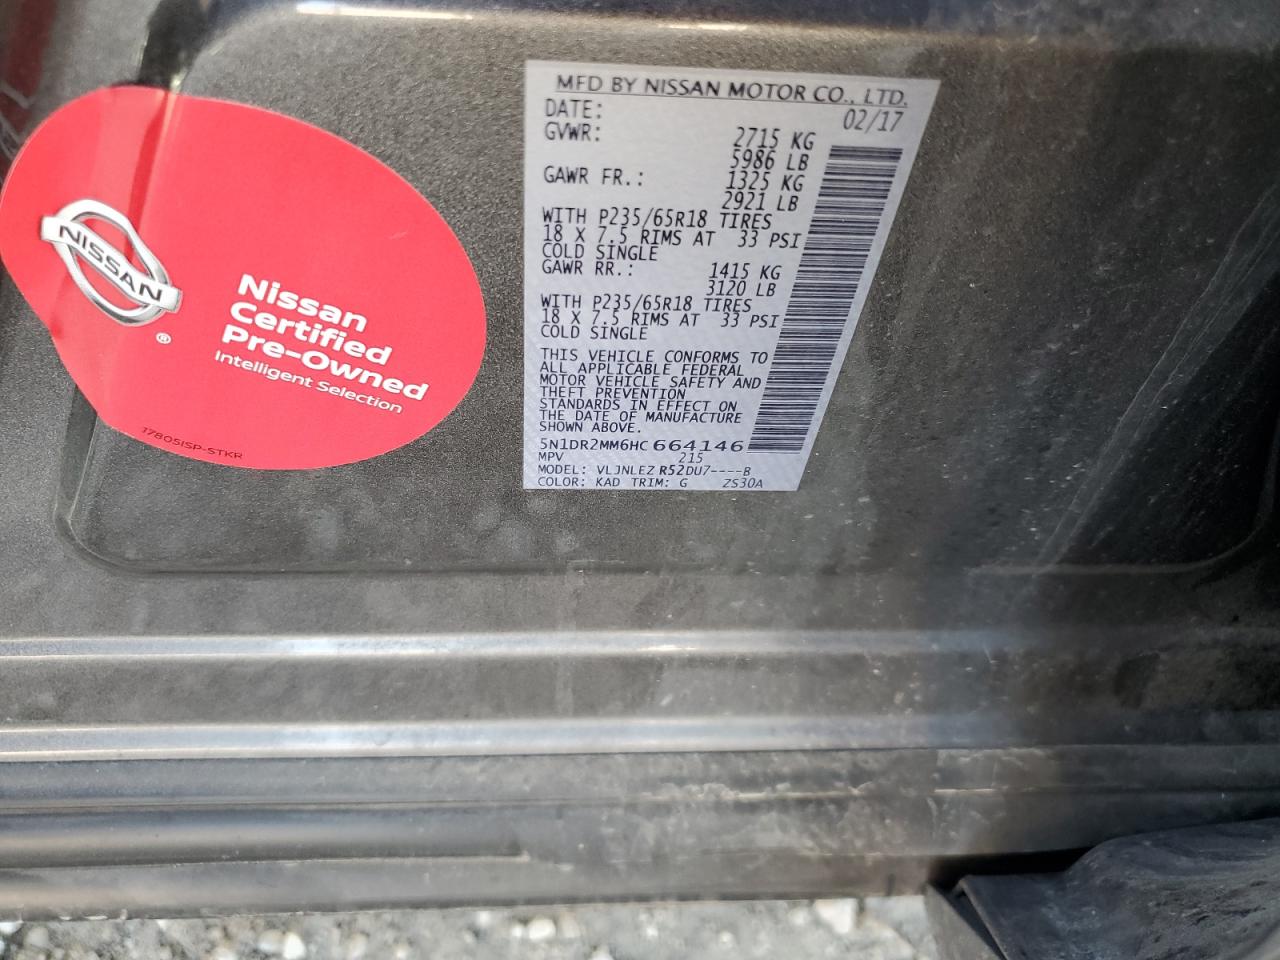 NISSAN
®
Nissan
Certified
Pre-Owned
Intelligent Selection
17805ISP-STKR
MFD BY NISSAN MOTOR CO., LTD.
DATE: 02/17
GVWR: 2715 KG
5986 LB
GAWR FR.: 1325 KG
2921 LB
WITH P235/65R18 TIRES
18 X 7.5 RIMS AT 33 PSI
COLD SINGLE
GAWR RR.: 1415 KG
3120 LB
WITH P235/65R18 TIRES
18 X 7.5 RIMS AT 33 PSI
COLD SINGLE
THIS VEHICLE CONFORMS TO
ALL APPLICABLE FEDERAL
MOTOR VEHICLE SAFETY AND
THEFT PREVENTION
STANDARDS IN EFFECT ON
THE DATE OF MANUFACTURE
SHOWN ABOVE.
5N1DR2MM6HC 664146
MPV 215
MODEL: VLJNLEZ R52DU7----B
COLOR: KAD TRIM: G ZS30A